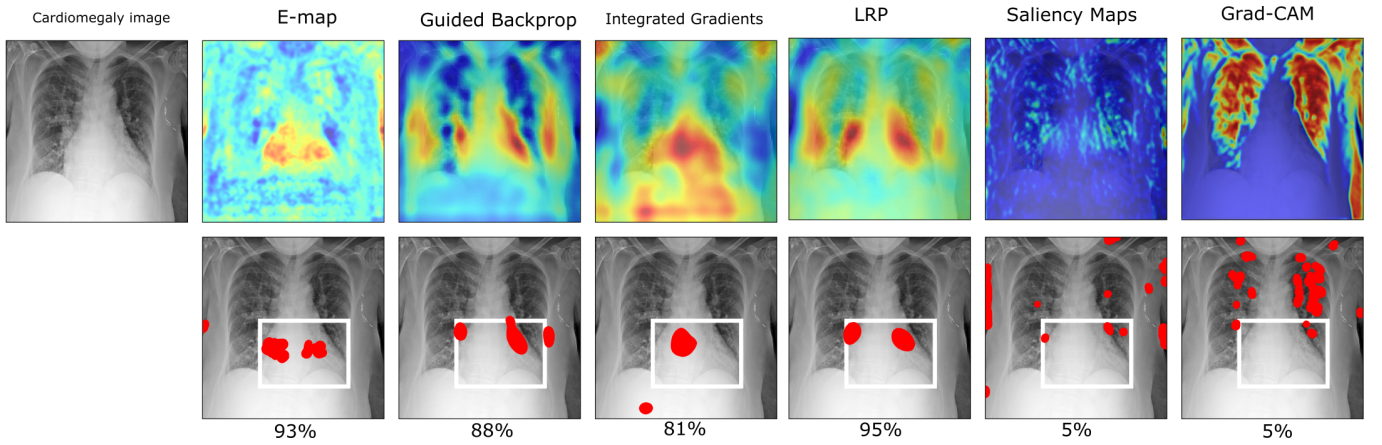 Cardiomegaly image
E-map
Guided Backprop
Integrated Gradients
LRP
Saliency Maps
Grad-CAM
93%
88%
81%
95%
5%
5%